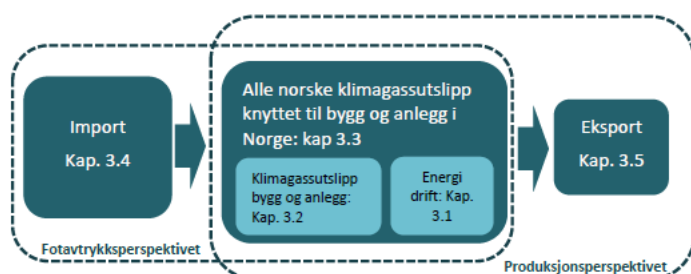 Import
Kap. 3.4
Alle norske klimagassutslipp
knyttet til bygg og anlegg i
Norge: kap 3.3
Klimagassutslipp
bygg og anlegg:
Kap. 3.2
Energi
drift: Kap.
3.1
Eksport
Kap. 3.5
Fotavtrykksperspektivet
Produksjonsperspektivet